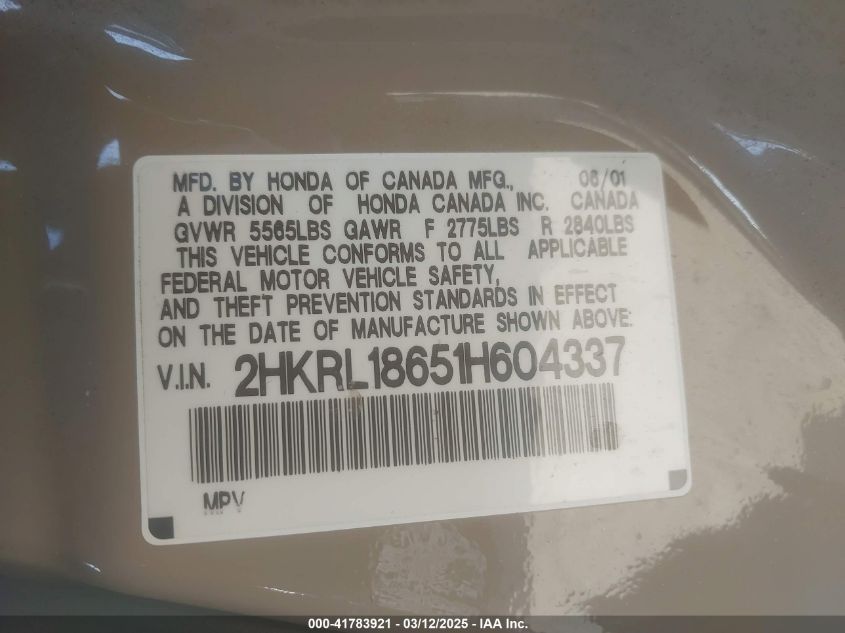 MFD. BY HONDA OF CANADA MFG., 06/01
A DIVISION OF HONDA CANADA INC. CANADA
GVWR 5565LBS GAWR F 2775LBS R 2840LBS
THIS VEHICLE CONFORMS TO ALL APPLICABLE
FEDERAL MOTOR VEHICLE SAFETY,
AND THEFT PREVENTION STANDARDS IN EFFECT
ON THE DATE OF MANUFACTURE SHOWN ABOVE:
V.I.N. 2HKRL18651H604337
MPV
000-41783921 - 03/12/2025 - IAA Inc.